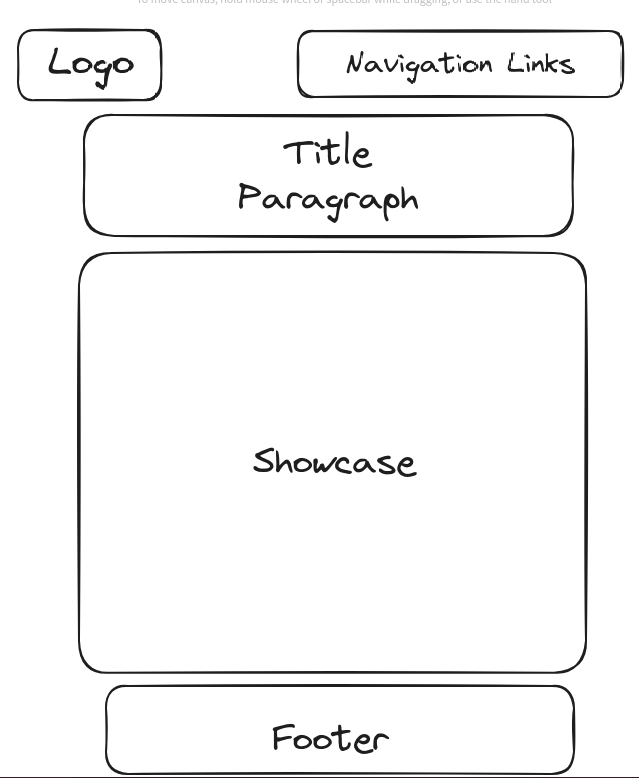 To move canvas, hold mouse wheel or spacebar while dragging, or use the hand tool
Logo
Navigation Links
Title
Paragraph
Showcase
Footer